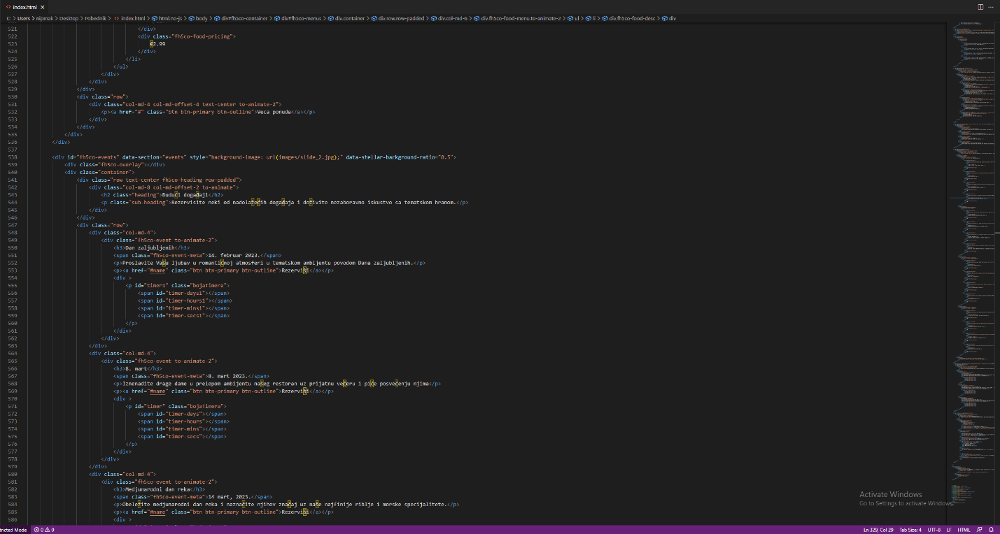 index.html
C: > Users > nipmak > Desktop > Pobednik > index.html > html.no-js > body > div#fh5co-container > div#fh5co-menus > div.container > div.row.row-padded > div.col-md-6 > div.fh5co-food-menu.to-animate-2 > ul > li > div.fh5co-food-desc > div
521 </div>
522 <div class="fh5co-food-pricing">
523 €2.99
524 </div>
525 </li>
526 </ul>
527 </div>
528 </div>
529 </div>
530 <div class="row">
531 <div class="col-md-4 col-md-offset-4 text-center to-animate-2">
532 <p><a href="#" class="btn btn-primary btn-outline">Veca ponuda</a></p>
533 </div>
534 </div>
535 </div>
536 </div>
537
538 <div id="fh5co-events" data-section="events" style="background-image: url(images/slide_2.jpg);" data-stellar-background-ratio="0.5">
539 <div class="fh5co-overlay"></div>
540 <div class="container">
541 <div class="row text-center fh5co-heading row-padded">
542 <div class="col-md-8 col-md-offset-2 to-animate">
543 <h2 class="heading">Budući događaji</h2>
544 <p class="sub-heading">Rezervisite neki od nadolažećih događaja i doživite nezaboravno iskustvo sa tematskom hranom.</p>
545 </div>
546 </div>
547 <div class="row">
548 <div class="col-md-4">
549 <div class="fh5co-event to-animate-2">
550 <h3>Dan zaljubljenih</h3>
551 <span class="fh5co-event-meta">14. februar 2023.</span>
552 <p>Proslavite Vašu ljubav u romantičnoj atmosferi u tematskom ambijentu povodom Dana zaljubljenih.</p>
553 <p><a href="#name" class="btn btn-primary btn-outline">Rezerviši</a></p>
554 <div >
555 <p id="timer1" class="bojaTimera">
556 <span id="timer-days1"></span>
557 <span id="timer-hours1"></span>
558 <span id="timer-mins1"></span>
559 <span id="timer-secs1"></span>
560 </p>
561 </div>
562 </div>
563 </div>
564 <div class="col-md-4">
565 <div class="fh5co-event to-animate-2">
566 <h3>8. mart</h3>
567 <span class="fh5co-event-meta">8. mart 2023.</span>
568 <p>Iznenadite drage dame u prelepom ambijentu našeg restoran uz prijatnu večeru i piće posvećenju njima</p>
569 <p><a href="#name" class="btn btn-primary btn-outline">Rezerviši</a></p>
570 <div >
571 <p id="timer" class="bojaTimera">
572 <span id="timer-days"></span>
573 <span id="timer-hours"></span>
574 <span id="timer-mins"></span>
575 <span id="timer-secs"></span>
576 </p>
577 </div>
578 </div>
579 </div>
580 <div class="col-md-4">
581 <div class="fh5co-event to-animate-2">
582 <h3>Medjunarodni dan reka</h3>
583 <span class="fh5co-event-meta">14 mart, 2023.</span>
584 <p>Obeležite medjunarodni dan reka i naznačite njihov značaj uz naše najfinije riblje i morske specijalitete.</p>
585 <p><a href="#name" class="btn btn-primary btn-outline">Rezerviši</a></p>
586 <div >
Activate Windows
Go to Settings to activate Windows.
tricted Mode 0 0 Ln 329, Col 29 Tab Size: 4 UTF-8 LF HTML